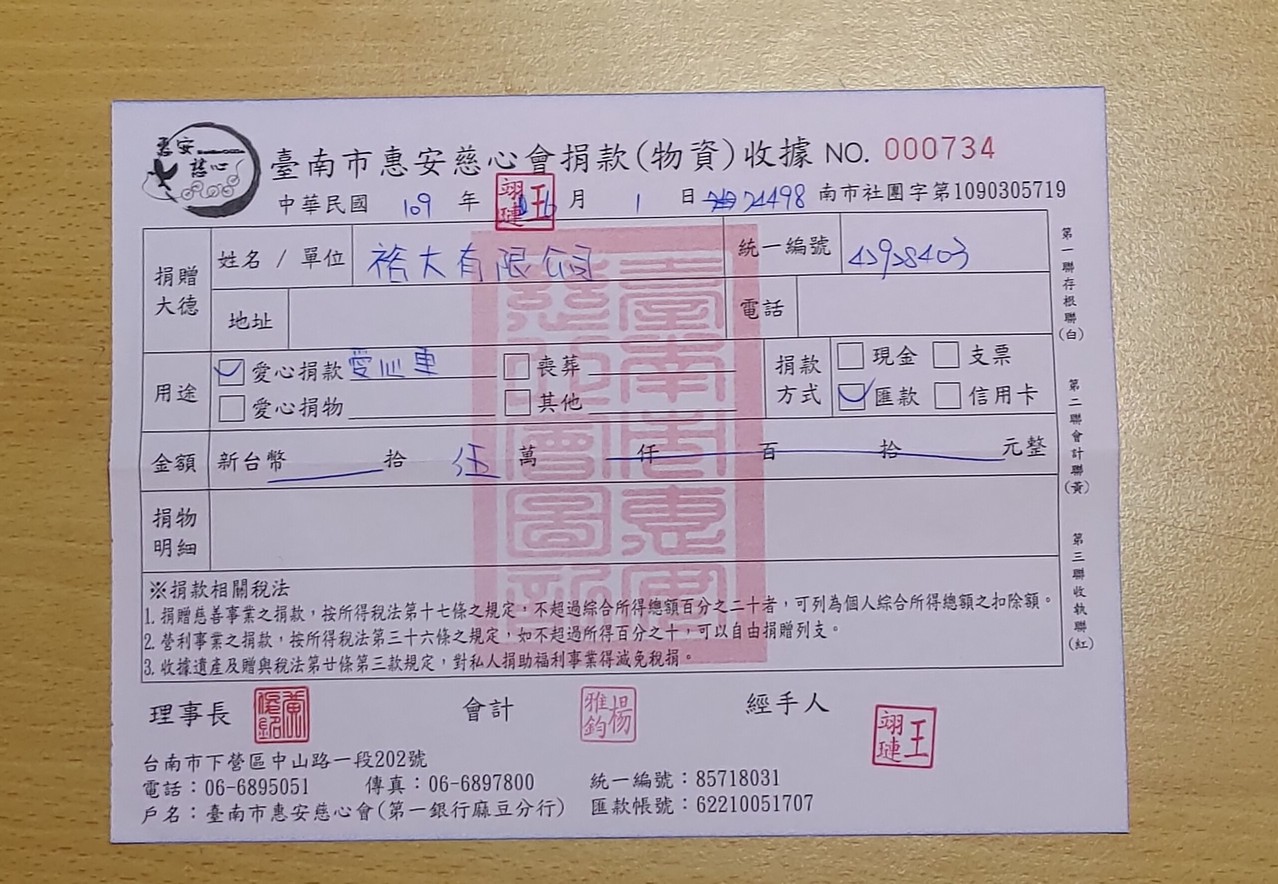 惠安
慈心
臺南市惠安慈心會捐款(物資)收據 NO. 000734
中華民國 109 年 月 1 日 南市社團字第1090305719
捐贈大德 姓名 / 單位 裕大有限公司 統一編號
地址 電話
用途 愛心捐款 愛心車 喪葬 捐款方式 現金 支票
愛心捐物 其他 匯款 信用卡
金額 新台幣 拾 伍 萬 仟 百 拾 元整
捐物明細
※捐款相關稅法
1. 捐贈慈善事業之捐款，按所得稅法第十七條之規定，不超過綜合所得總額百分之二十者，可列為個人綜合所得總額之扣除額。
2. 營利事業之捐款，按所得稅法第三十六條之規定，如不超過所得百分之十，可以自由捐贈列支。
3. 收據遺產及贈與稅法第廿條第三款規定，對私人捐助福利事業得減免稅捐。
理事長 會計 楊雅鈞 經手人 王翊璉
台南市下營區中山路一段202號
電話：06-6895051 傳真：06-6897800 統一編號：85718031
戶名：臺南市惠安慈心會(第一銀行麻豆分行) 匯款帳號：62210051707
第一聯存根聯(白)
第二聯會計聯(黃)
第三聯收執聯(紅)